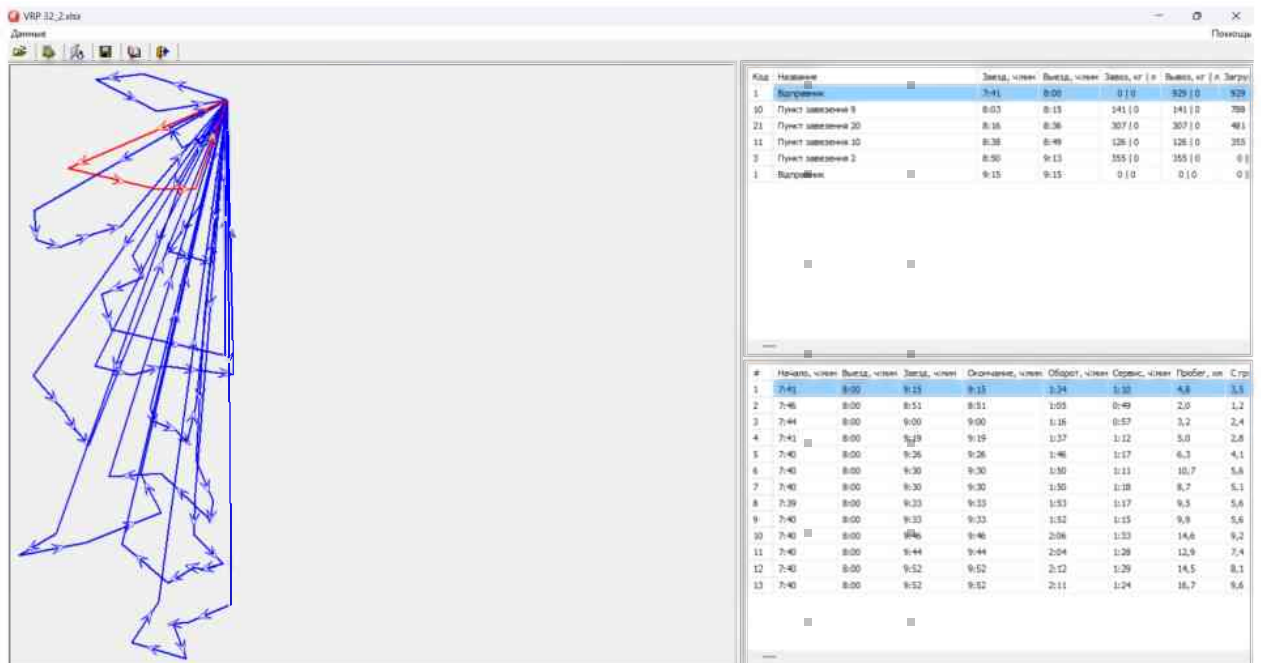 VRP 32_2.xlsx
Данные Помощь
Код Название Заезд, ч:мин Выезд, ч:мин Завоз, кг | л Вывоз, кг | л Загру
1 Відправник 7:41 8:00 0 | 0 929 | 0 929
10 Пункт завезення 9 8:03 8:15 141 | 0 141 | 0 788
21 Пункт завезення 20 8:16 8:36 307 | 0 307 | 0 481
11 Пункт завезення 10 8:38 8:49 126 | 0 126 | 0 355
3 Пункт завезення 2 8:50 9:13 355 | 0 355 | 0 0 |
1 Відправник 9:15 9:15 0 | 0 0 | 0 0 |
# Начало, ч:мин Выезд, ч:мин Заезд, ч:мин Окончание, ч:мин Оборот, ч:мин Сервис, ч:мин Пробег, км С гр
1 7:41 8:00 9:15 9:15 1:34 1:10 4,8 3,5
2 7:46 8:00 8:51 8:51 1:05 0:49 2,0 1,2
3 7:44 8:00 9:00 9:00 1:16 0:57 3,2 2,4
4 7:41 8:00 9:19 9:19 1:37 1:12 5,0 2,8
5 7:40 8:00 9:26 9:26 1:46 1:17 6,3 4,1
6 7:40 8:00 9:30 9:30 1:50 1:11 10,7 5,6
7 7:40 8:00 9:30 9:30 1:50 1:18 8,7 5,1
8 7:39 8:00 9:33 9:33 1:53 1:17 9,5 5,6
9 7:40 8:00 9:33 9:33 1:52 1:15 9,9 5,6
10 7:40 8:00 9:46 9:46 2:06 1:33 14,6 9,2
11 7:40 8:00 9:44 9:44 2:04 1:28 12,9 7,4
12 7:40 8:00 9:52 9:52 2:12 1:29 14,5 8,1
13 7:40 8:00 9:52 9:52 2:11 1:24 16,7 9,6